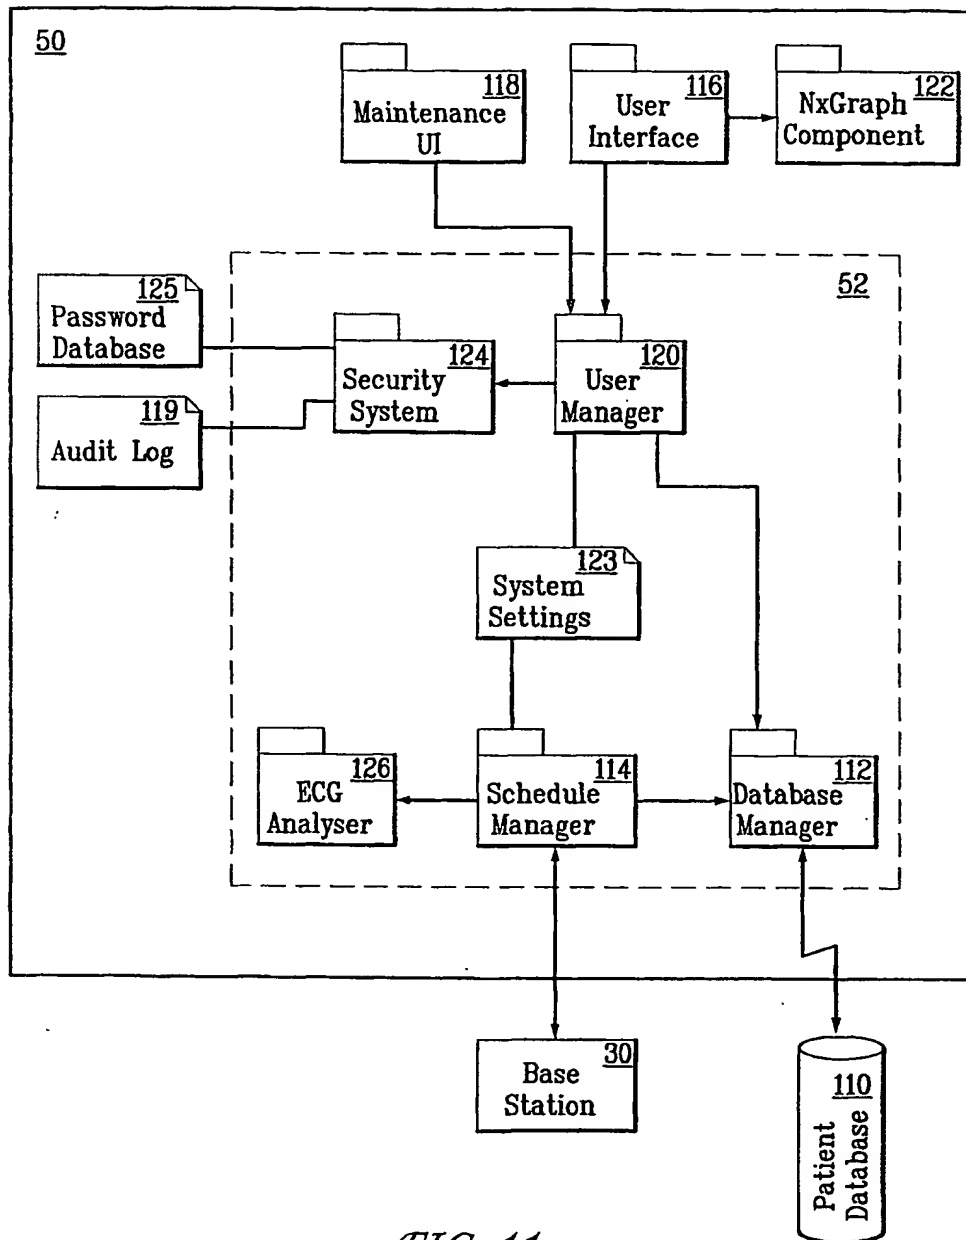 50
118
Maintenance
UI
116
User
Interface
122
NxGraph
Component
52
125
Password
Database
124
Security
System
120
User
Manager
119
Audit Log
123
System
Settings
126
ECG
Analyser
114
Schedule
Manager
112
Database
Manager
30
Base
Station
110
Patient
Database
FIG. 11